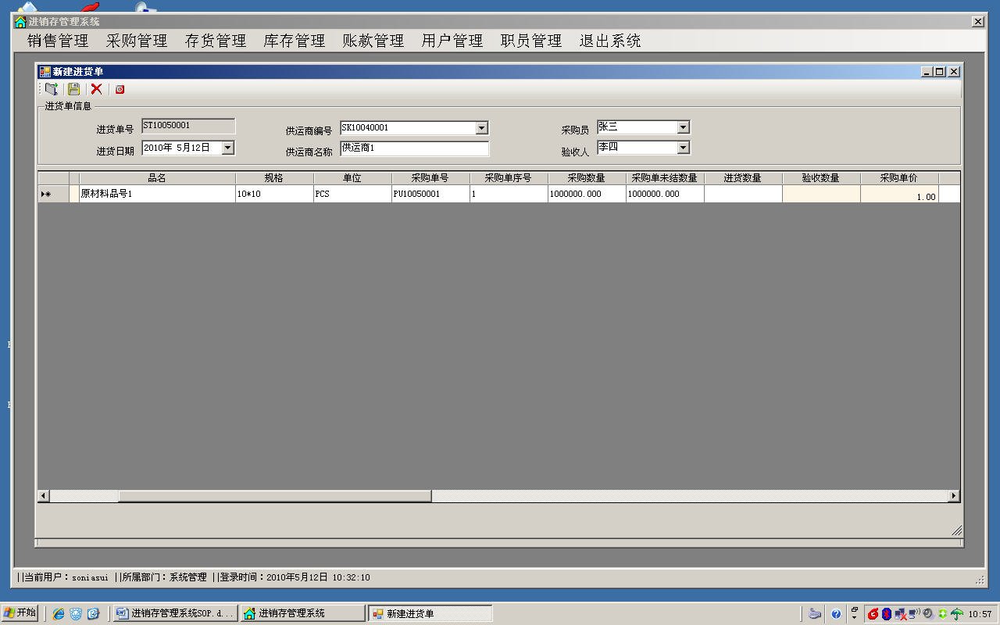 进销存管理系统
销售管理 采购管理 存货管理 库存管理 账款管理 用户管理 职员管理 退出系统
新建进货单
进货单信息
进货单号 ST10050001 供运商编号 SK10040001 采购员 张三
进货日期 2010年 5月12日 供运商名称 供运商1 验收人 李四
品名 规格 单位 采购单号 采购单序号 采购数量 采购单未结数量 进货数量 验收数量 采购单价
原材料品号1 10*10 PCS PU10050001 1 1000000.000 1000000.000 1.00
||当前用户：soniasui ||所属部门：系统管理 ||登录时间：2010年5月12日 10:32:10
开始 进销存管理系统SOP.d... 进销存管理系统 新建进货单 10:57